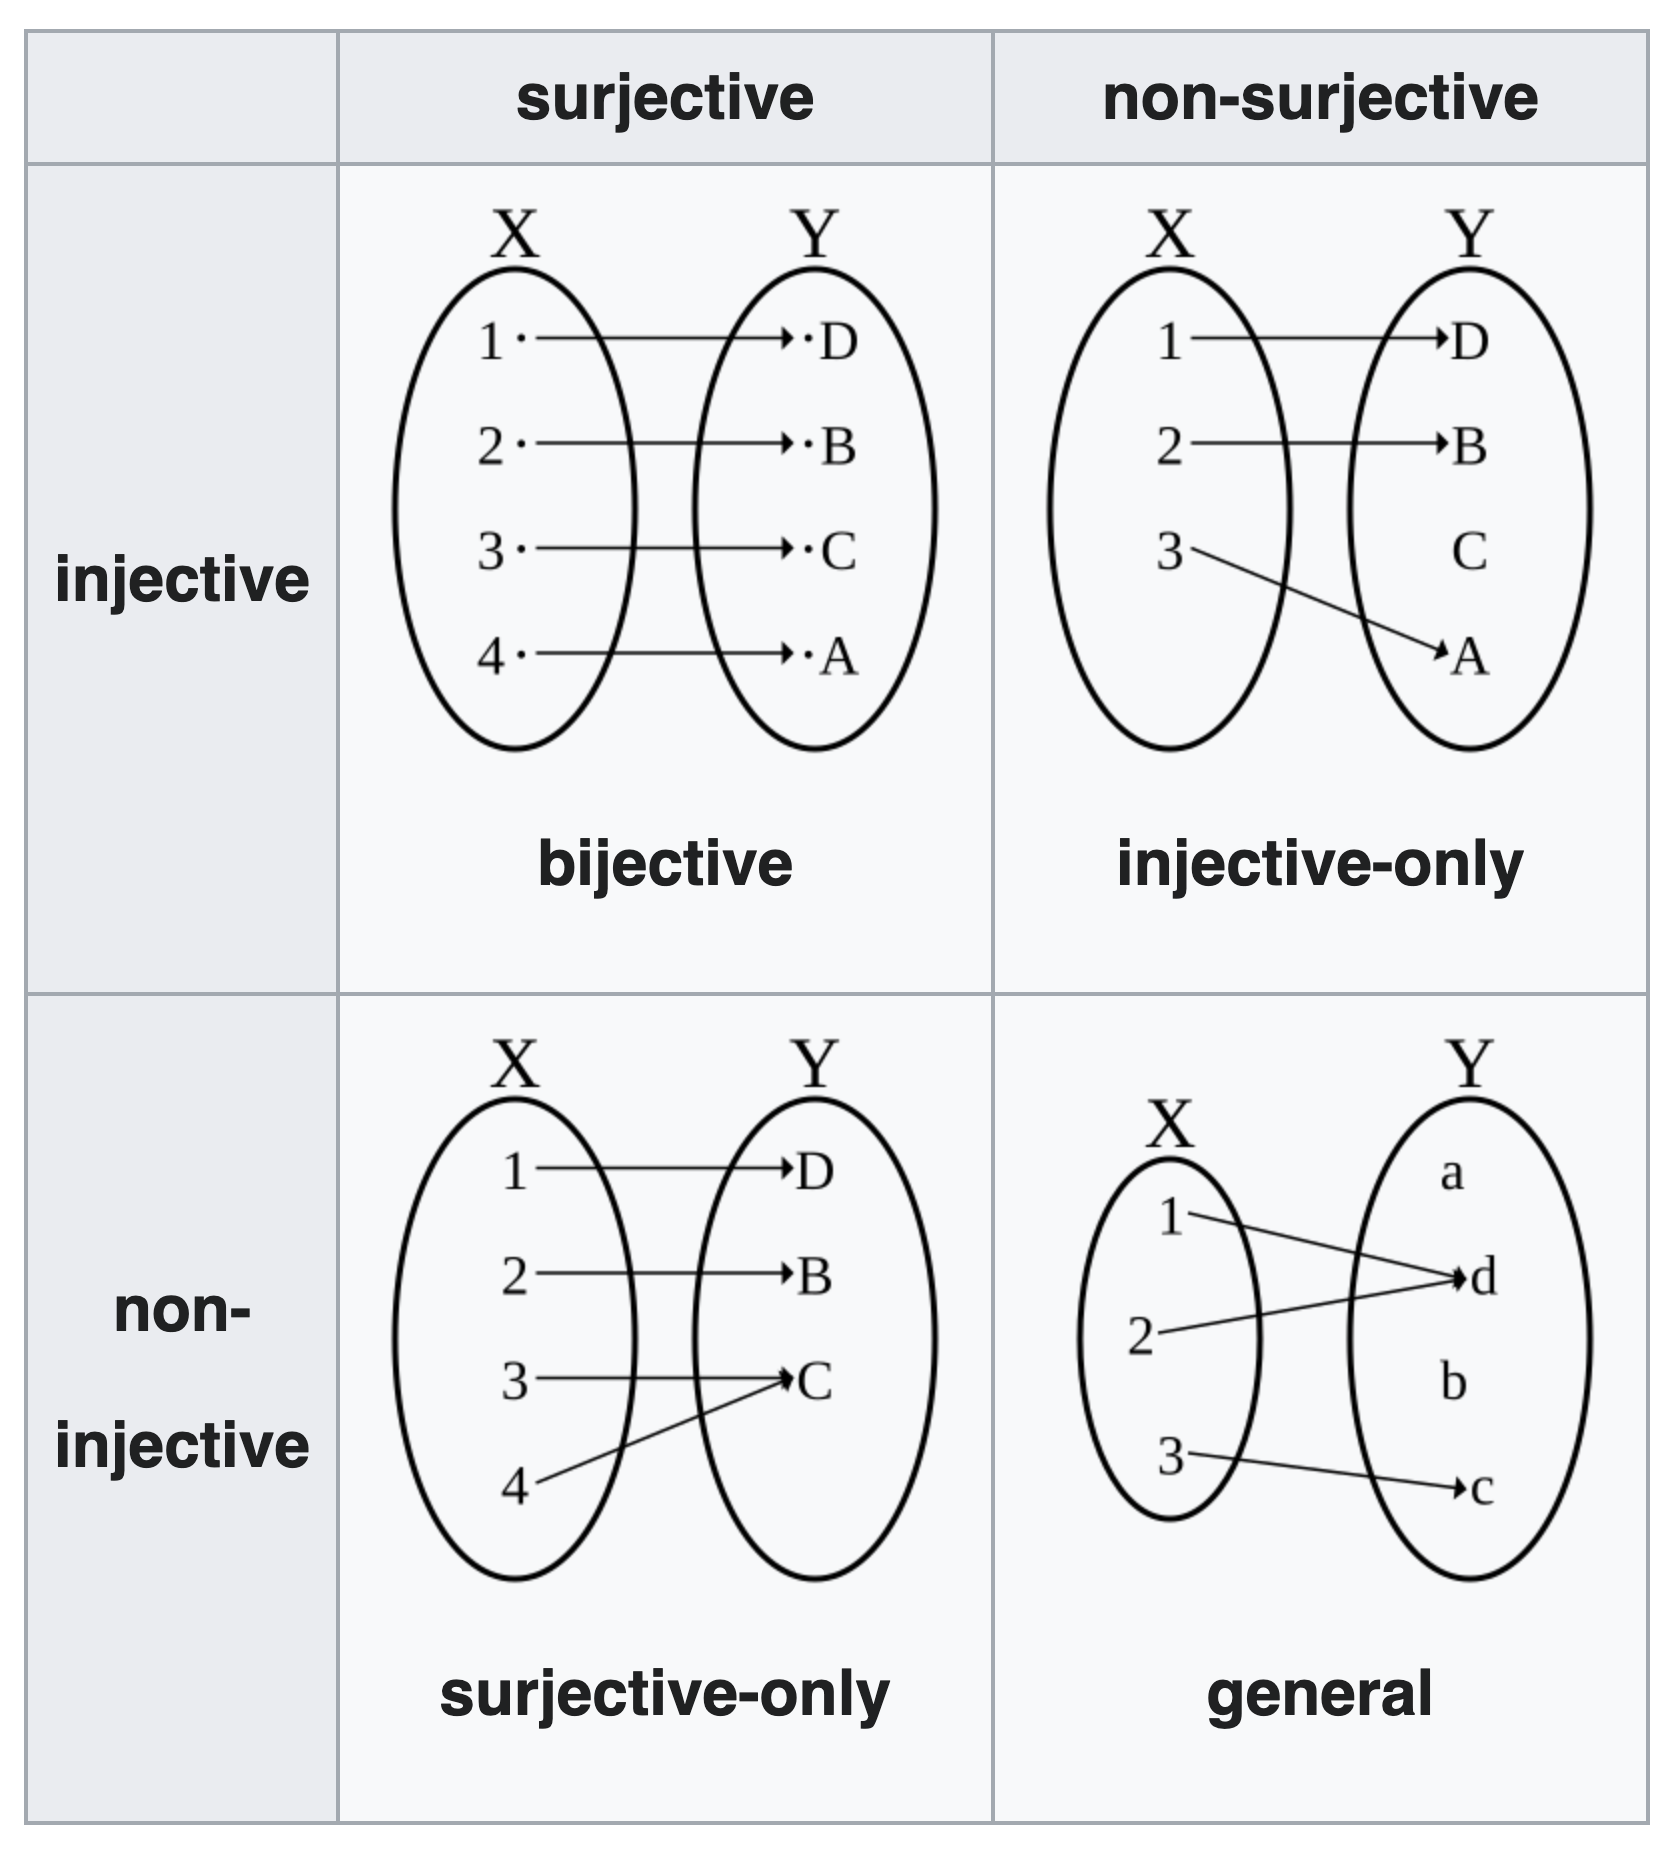 surjective non-surjective
injective
X Y
1 · · D
2 · · B
3 · · C
4 · · A
bijective
X Y
1 D
2 B
3 C
A
injective-only
non-
injective
X Y
1 D
2 B
3 C
4
surjective-only
Y
X
a
1
d
2
b
3
c
general